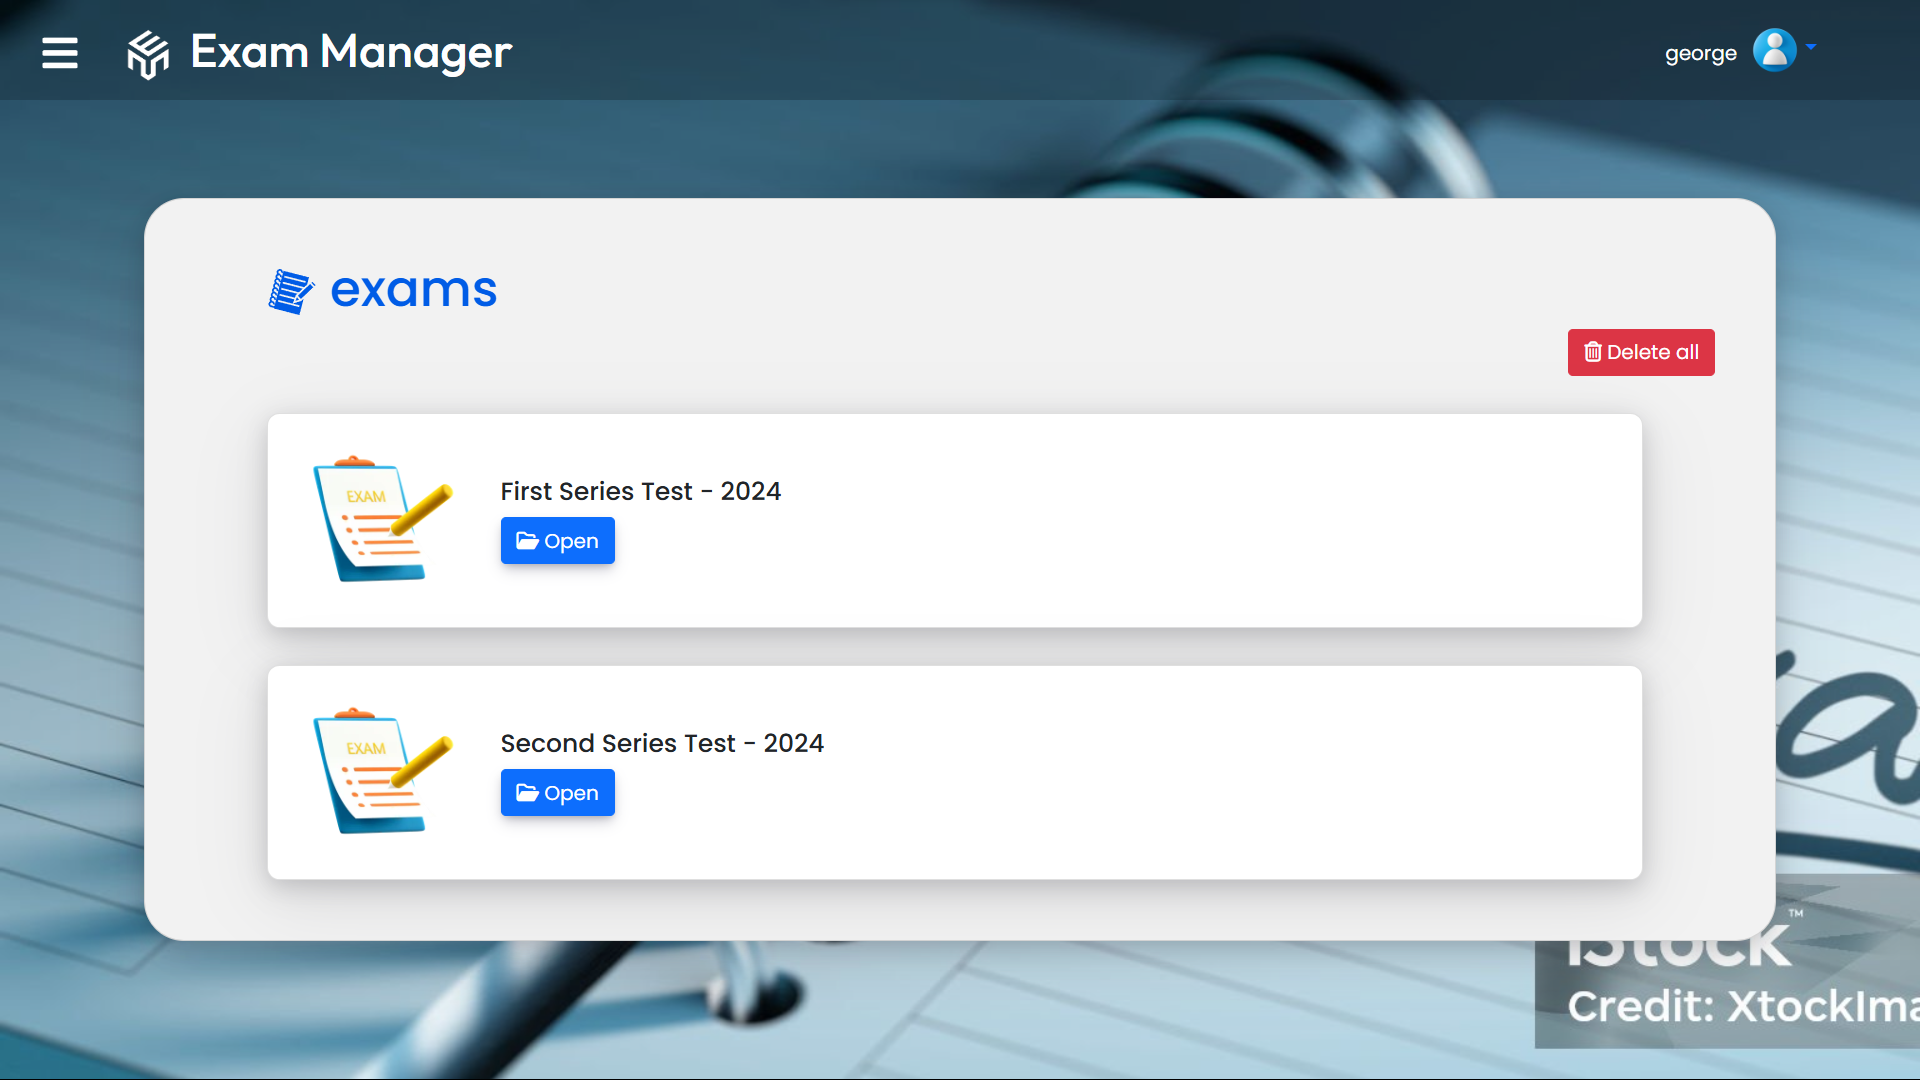 Exam Manager
george
exams
Delete all
EXAM
First Series Test - 2024
Open
EXAM
Second Series Test - 2024
Open
iStock™
Credit: XtockIma